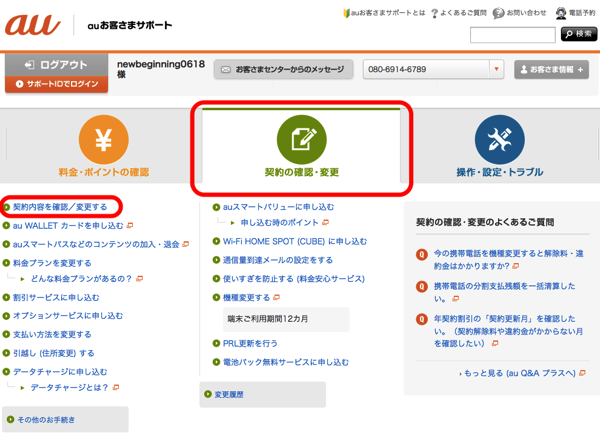 au auお客さまサポート
auお客さまサポートとは よくあるご質問 お問い合わせ 電話予約
検索
ログアウト
サポートIDでログイン
newbeginning0618
様
お客さまセンターからのメッセージ
080-6914-6789
お客さま情報 +
料金・ポイントの確認
契約の確認・変更
操作・設定・トラブル
契約内容を確認／変更する
au WALLET カードを申し込む
auスマートパスなどのコンテンツの加入・退会
料金プランを変更する
どんな料金プランがあるの？
割引サービスに申し込む
オプションサービスに申し込む
支払い方法を変更する
引越し (住所変更) する
データチャージに申し込む
データチャージとは？
その他のお手続き
auスマートバリューに申し込む
申し込む時のポイント
Wi-Fi HOME SPOT (CUBE) に申し込む
通信量到達メールの設定をする
使いすぎを防止する (料金安心サービス)
機種変更する
端末ご利用期間12カ月
PRL更新を行う
電池パック無料サービスに申し込む
変更履歴
契約の確認・変更のよくあるご質問
Q 今の携帯電話を機種変更すると解除料・違
約金はかかりますか?
Q 携帯電話の分割支払残額を一括清算した
い。
Q 年契約割引の「契約更新月」を確認した
い。（契約解除料や違約金がかからない月
を確認したい）
もっと見る (au Q&A プラスへ)